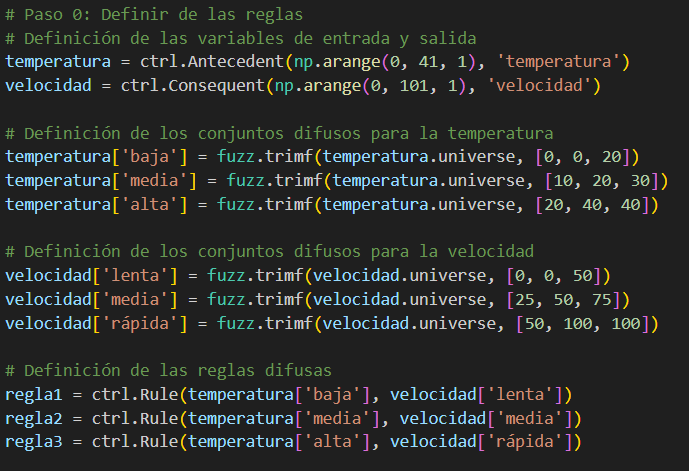 # Paso 0: Definir de las reglas
# Definición de las variables de entrada y salida
temperatura = ctrl.Antecedent(np.arange(0, 41, 1), 'temperatura')
velocidad = ctrl.Consequent(np.arange(0, 101, 1), 'velocidad')

# Definición de los conjuntos difusos para la temperatura
temperatura['baja'] = fuzz.trimf(temperatura.universe, [0, 0, 20])
temperatura['media'] = fuzz.trimf(temperatura.universe, [10, 20, 30])
temperatura['alta'] = fuzz.trimf(temperatura.universe, [20, 40, 40])

# Definición de los conjuntos difusos para la velocidad
velocidad['lenta'] = fuzz.trimf(velocidad.universe, [0, 0, 50])
velocidad['media'] = fuzz.trimf(velocidad.universe, [25, 50, 75])
velocidad['rápida'] = fuzz.trimf(velocidad.universe, [50, 100, 100])

# Definición de las reglas difusas
regla1 = ctrl.Rule(temperatura['baja'], velocidad['lenta'])
regla2 = ctrl.Rule(temperatura['media'], velocidad['media'])
regla3 = ctrl.Rule(temperatura['alta'], velocidad['rápida'])